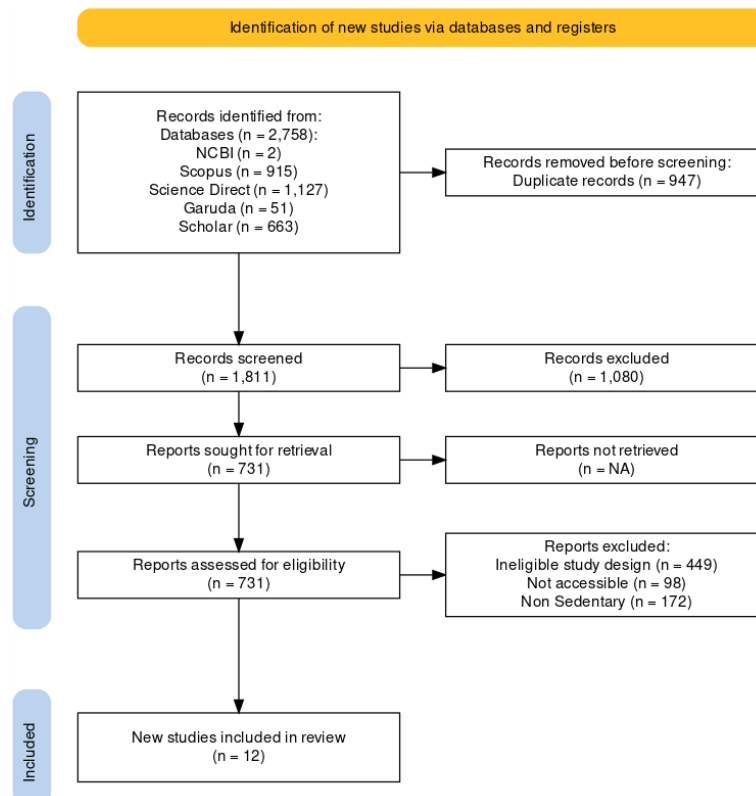 Identification of new studies via databases and registers
Identification
Records identified from:
Databases (n = 2,758):
NCBI (n = 2)
Scopus (n = 915)
Science Direct (n = 1,127)
Garuda (n = 51)
Scholar (n = 663)
Records removed before screening:
Duplicate records (n = 947)
Screening
Records screened
(n = 1,811)
Records excluded
(n = 1,080)
Reports sought for retrieval
(n = 731)
Reports not retrieved
(n = NA)
Reports assessed for eligibility
(n = 731)
Reports excluded:
Ineligible study design (n = 449)
Not accessible (n = 98)
Non Sedentary (n = 172)
Included
New studies included in review
(n = 12)